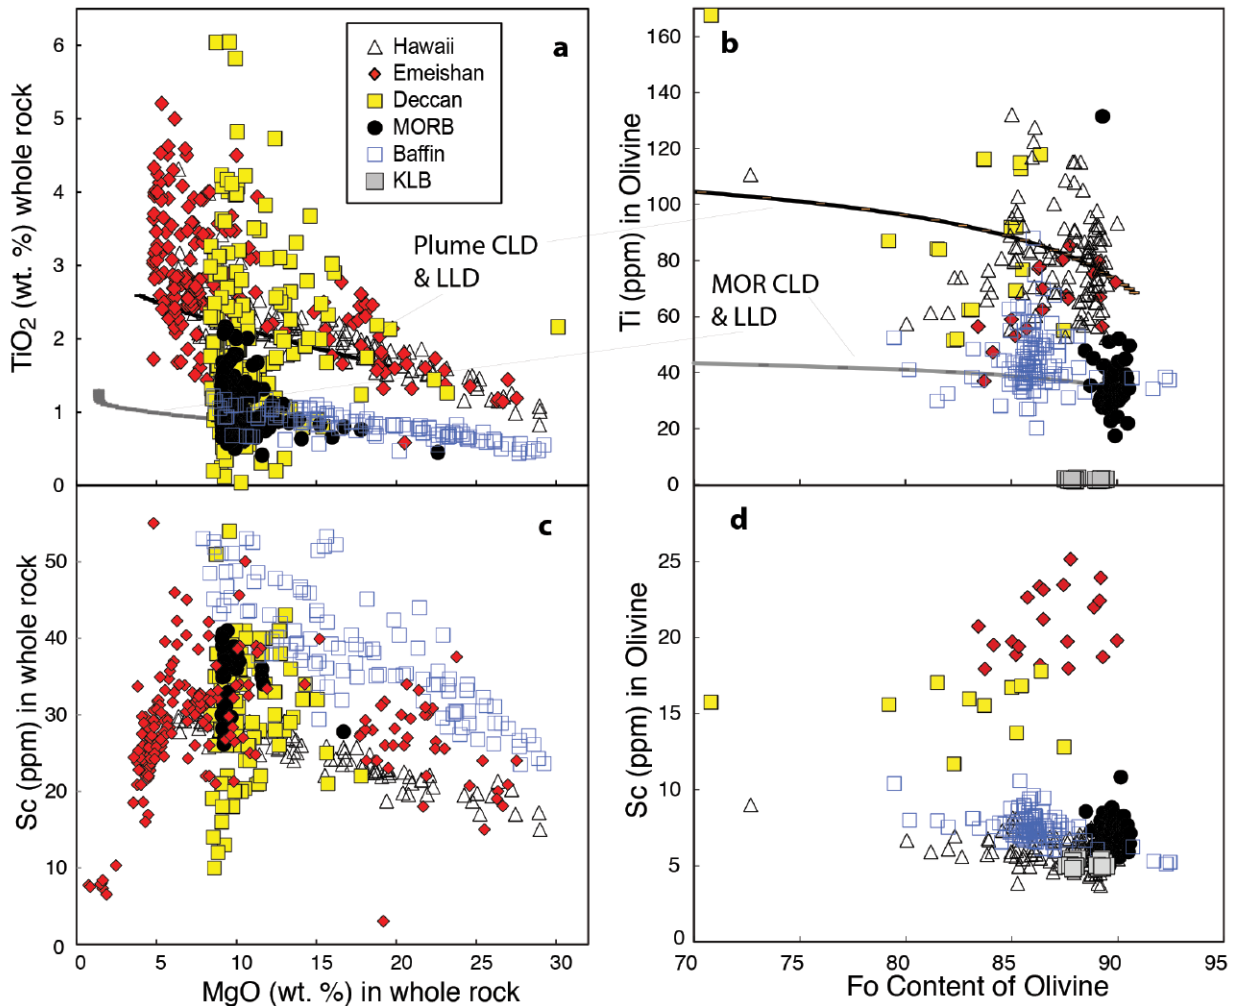 TiO2 (wt. %) whole rock
6
5
4
3
2
1
0
a
Hawaii
Emeishan
Deccan
MORB
Baffin
KLB
Plume CLD
& LLD
Ti (ppm) in Olivine
160
140
120
100
80
60
40
20
0
b
MOR CLD
& LLD
Sc (ppm) in whole rock
50
40
30
20
10
0
c
0 5 10 15 20 25 30
MgO (wt. %) in whole rock
Sc (ppm) in Olivine
25
20
15
10
5
0
d
70 75 80 85 90 95
Fo Content of Olivine